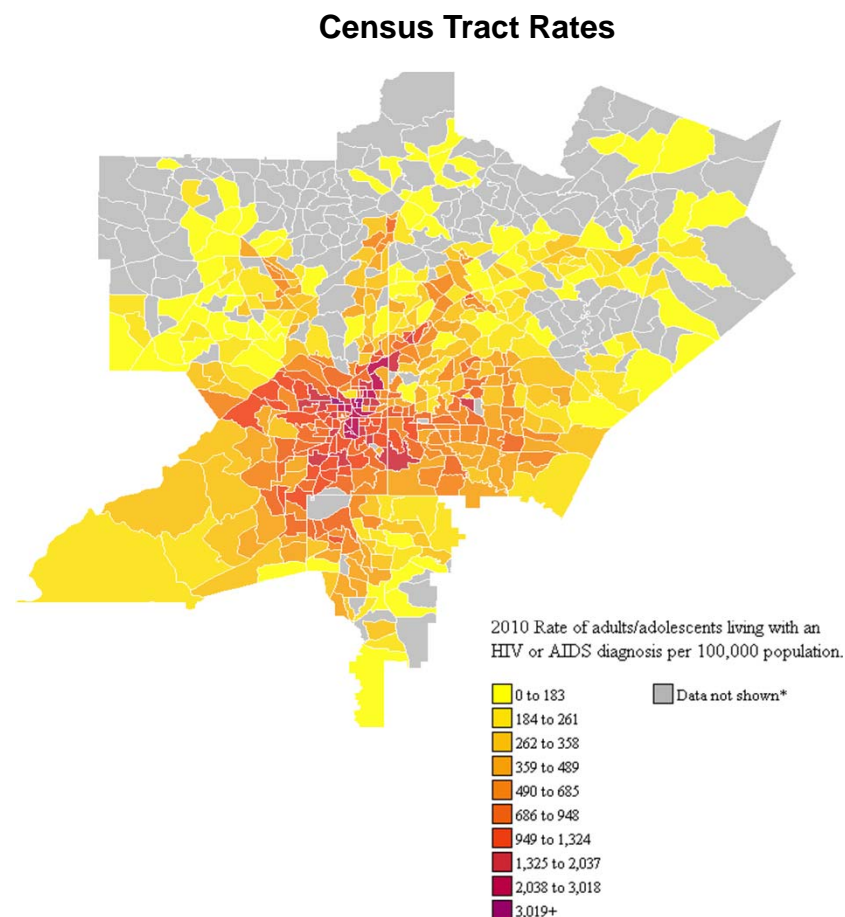 Census Tract Rates
2010 Rate of adults/adolescents living with an
HIV or AIDS diagnosis per 100,000 population.
0 to 183
Data not shown*
184 to 261
262 to 358
359 to 489
490 to 685
686 to 948
949 to 1,324
1,325 to 2,037
2,038 to 3,018
3,019+